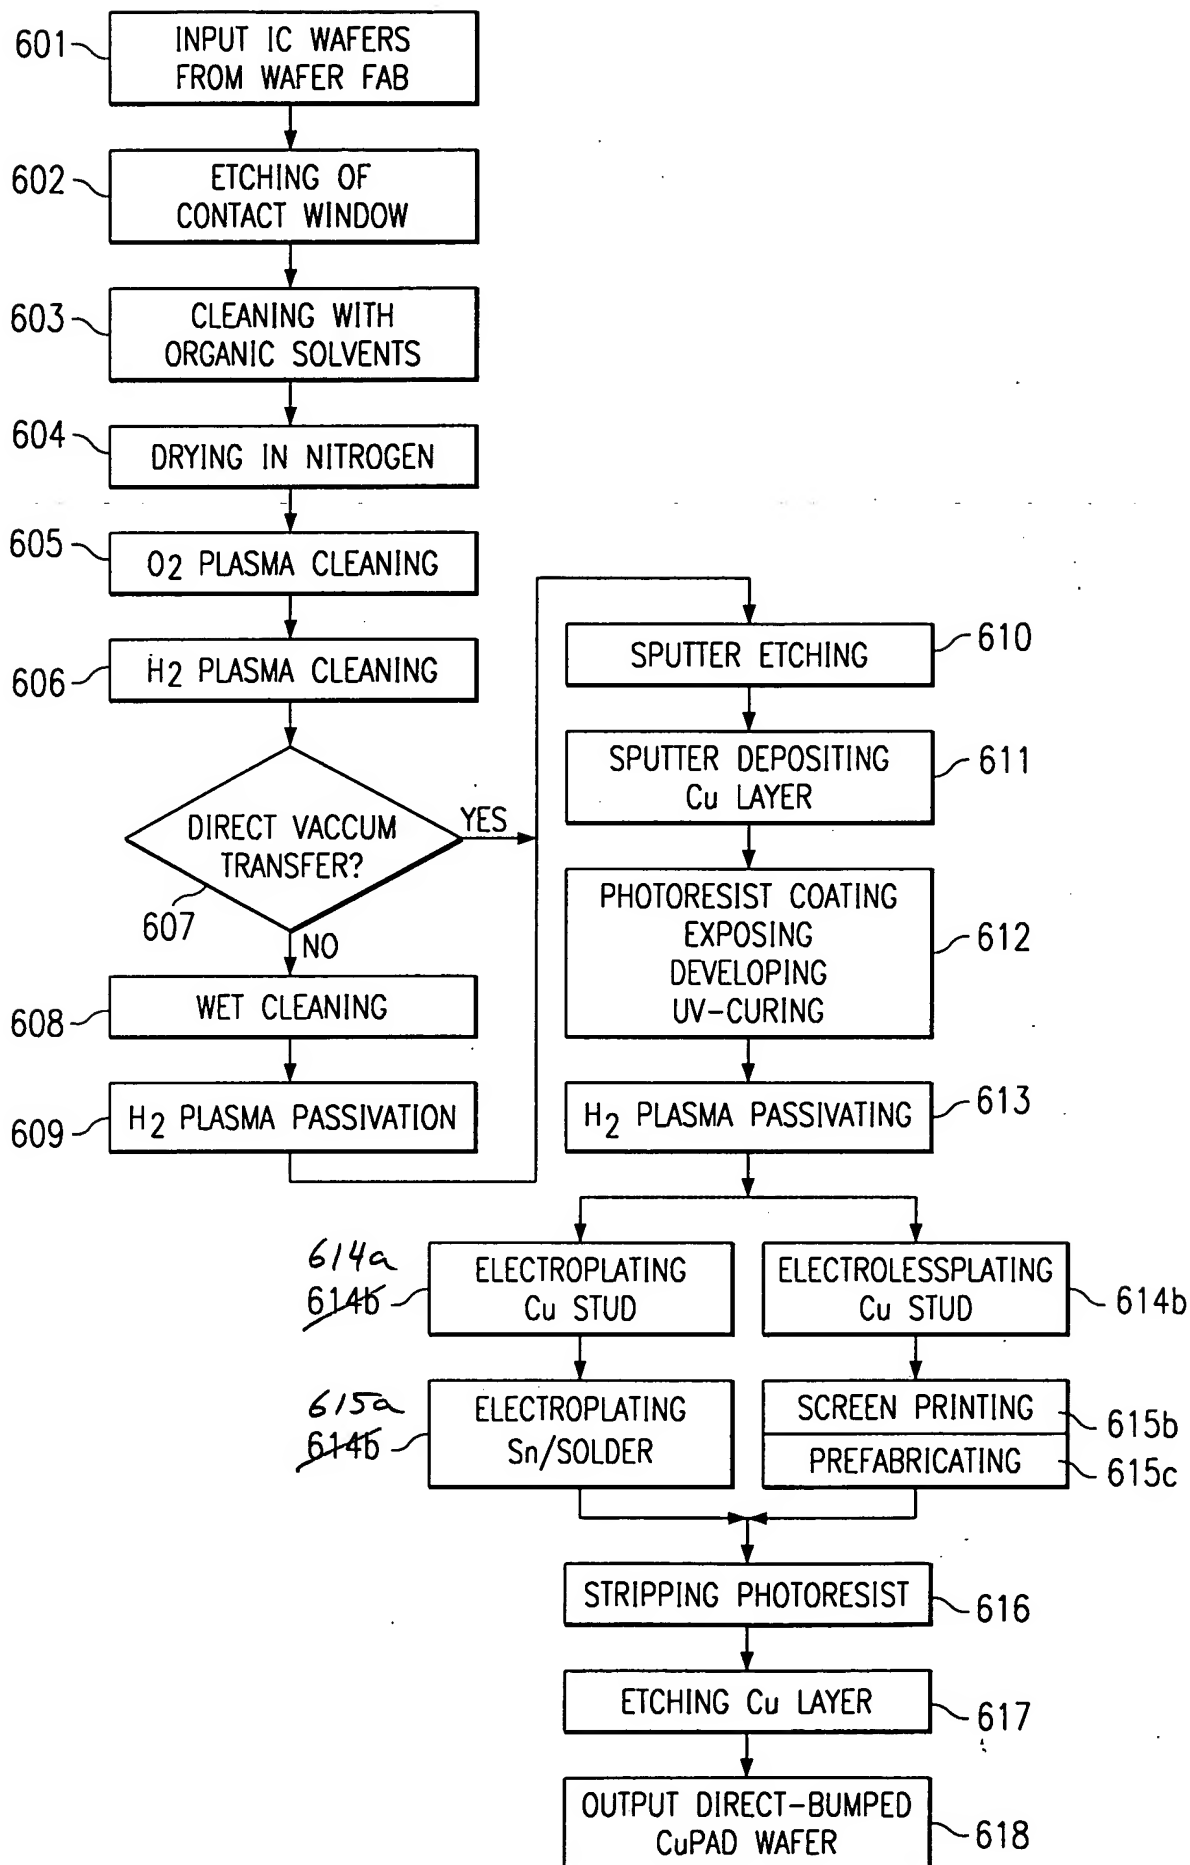 601
INPUT IC WAFERS
FROM WAFER FAB
602
ETCHING OF
CONTACT WINDOW
603
CLEANING WITH
ORGANIC SOLVENTS
604
DRYING IN NITROGEN
605
O2 PLASMA CLEANING
606
H2 PLASMA CLEANING
DIRECT VACCUM
TRANSFER?
607
YES
NO
608
WET CLEANING
609
H2 PLASMA PASSIVATION
SPUTTER ETCHING
610
SPUTTER DEPOSITING
Cu LAYER
611
PHOTORESIST COATING
EXPOSING
DEVELOPING
UV-CURING
612
H2 PLASMA PASSIVATING
613
614a
614b
ELECTROPLATING
Cu STUD
ELECTROLESSPLATING
Cu STUD
614b
615a
614b
ELECTROPLATING
Sn/SOLDER
SCREEN PRINTING
615b
PREFABRICATING
615c
STRIPPING PHOTORESIST
616
ETCHING Cu LAYER
617
OUTPUT DIRECT-BUMPED
CuPAD WAFER
618